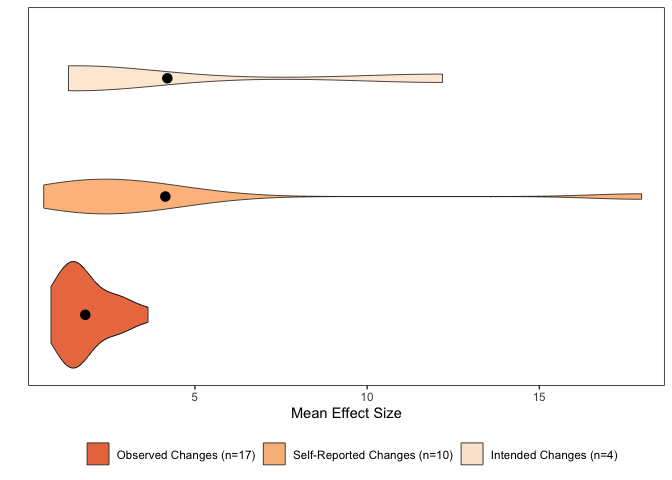 5 10 15
Mean Effect Size
Observed Changes (n=17) Self-Reported Changes (n=10) Intended Changes (n=4)